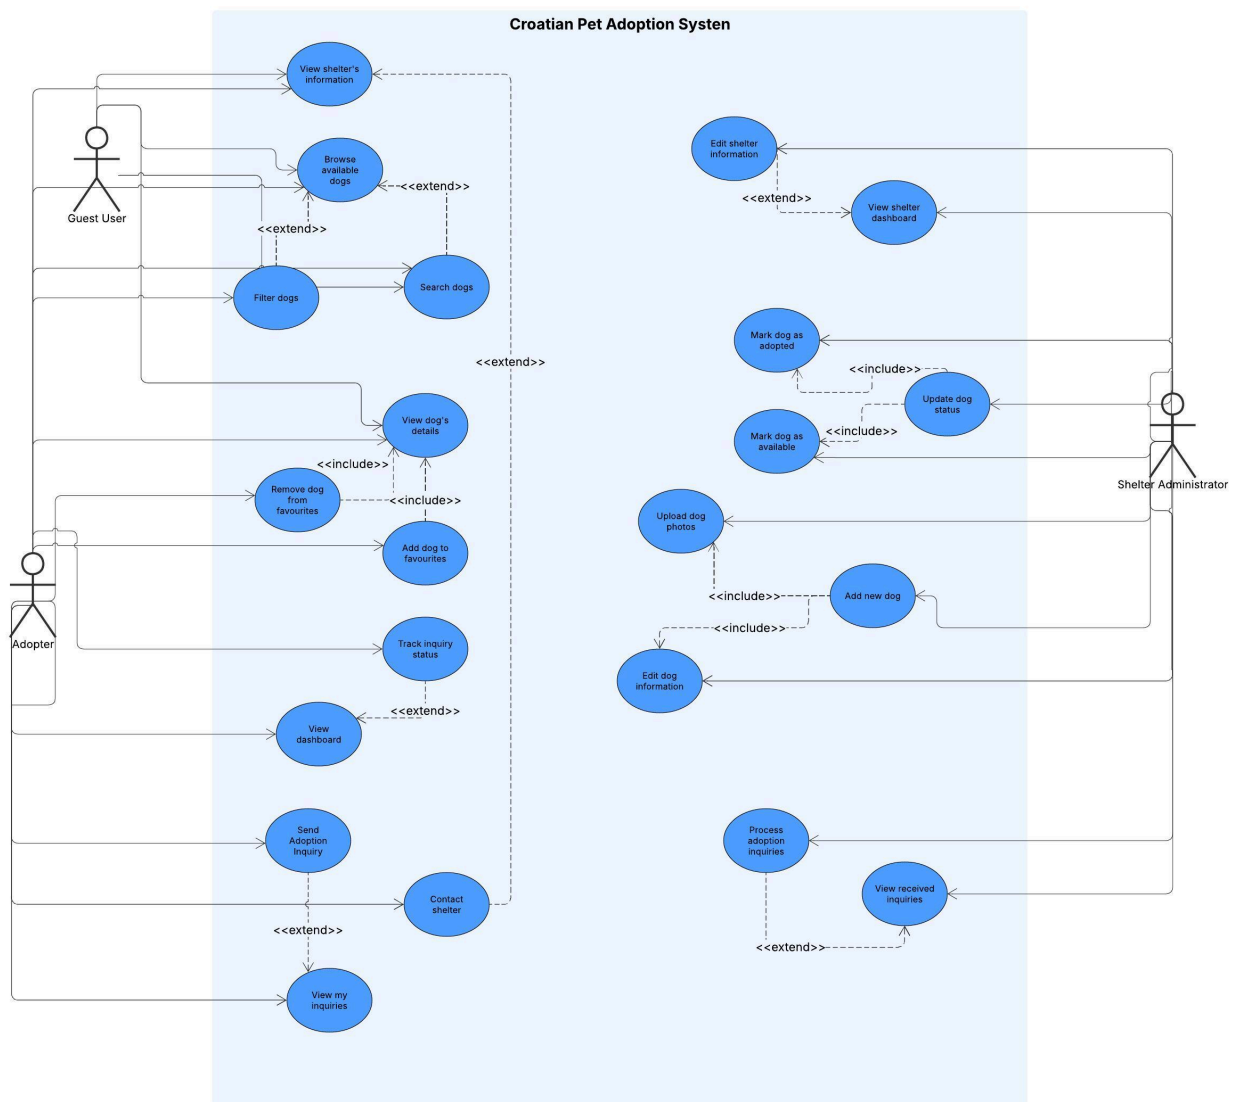 Croatian Pet Adoption Systen
View shelter's
information
Edit shelter
information
Browse
available
dogs
<<extend>>
<<extend>>
View shelter
dashboard
Guest User
<<extend>>
Filter dogs
Search dogs
Mark dog as
adopted
<<extend>>
<<include>>
Update dog
status
View dog's
details
Mark dog as
available
<<include>>
<<include>>
Shelter Administrator
Remove dog
from
favourites
<<include>>
Upload dog
photos
Add dog to
favourites
Add new dog
<<include>>
<<include>>
Adopter
Track inquiry
status
Edit dog
information
<<extend>>
View
dashboard
Send
Adoption
Inquiry
Process
adoption
inquiries
Contact
shelter
View received
inquiries
<<extend>>
<<extend>>
View my
inquiries